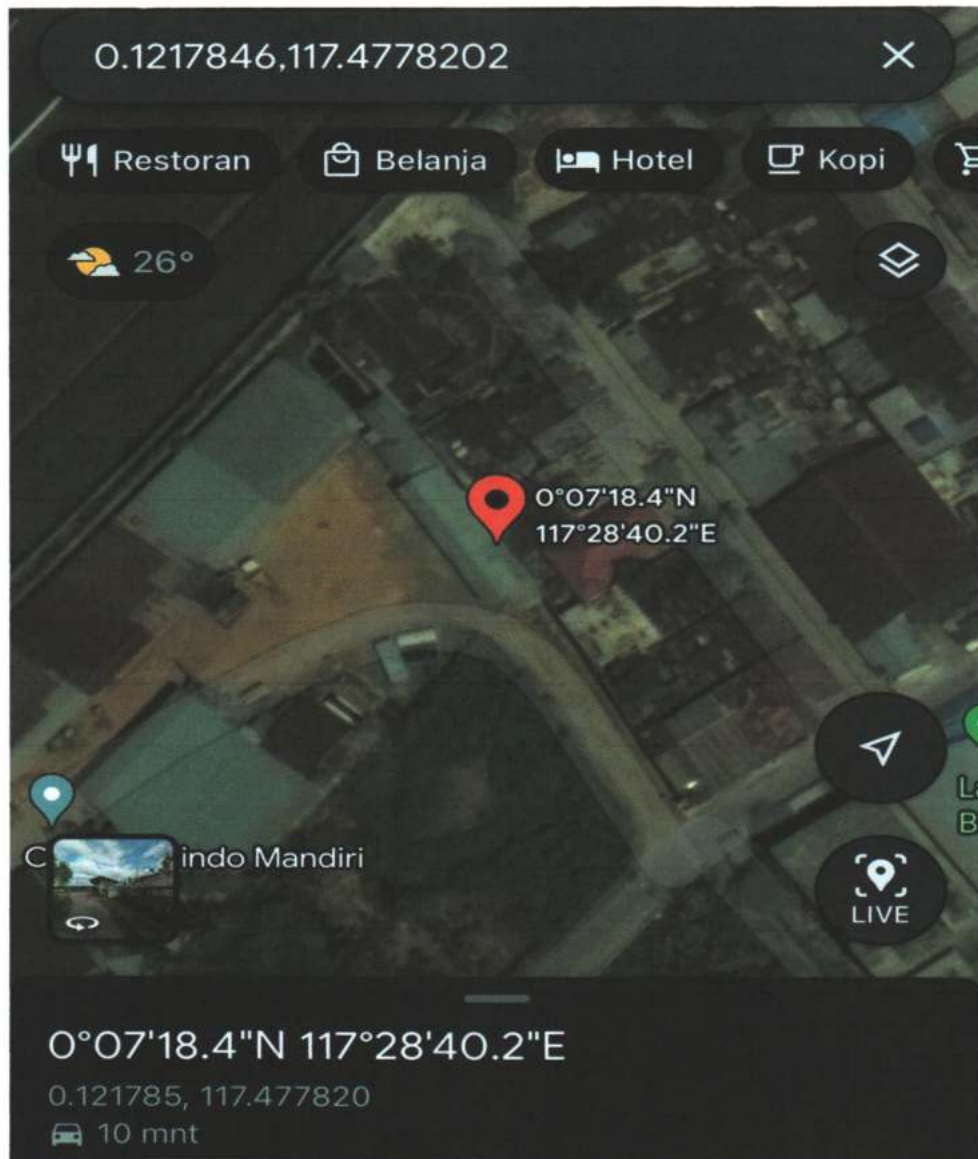 0.1217846,117.4778202
Restoran
Belanja
Hotel
Kopi
26°
0°07'18.4"N
117°28'40.2"E
indo Mandiri
LIVE
0°07'18.4"N 117°28'40.2"E
0.121785, 117.477820
10 mnt